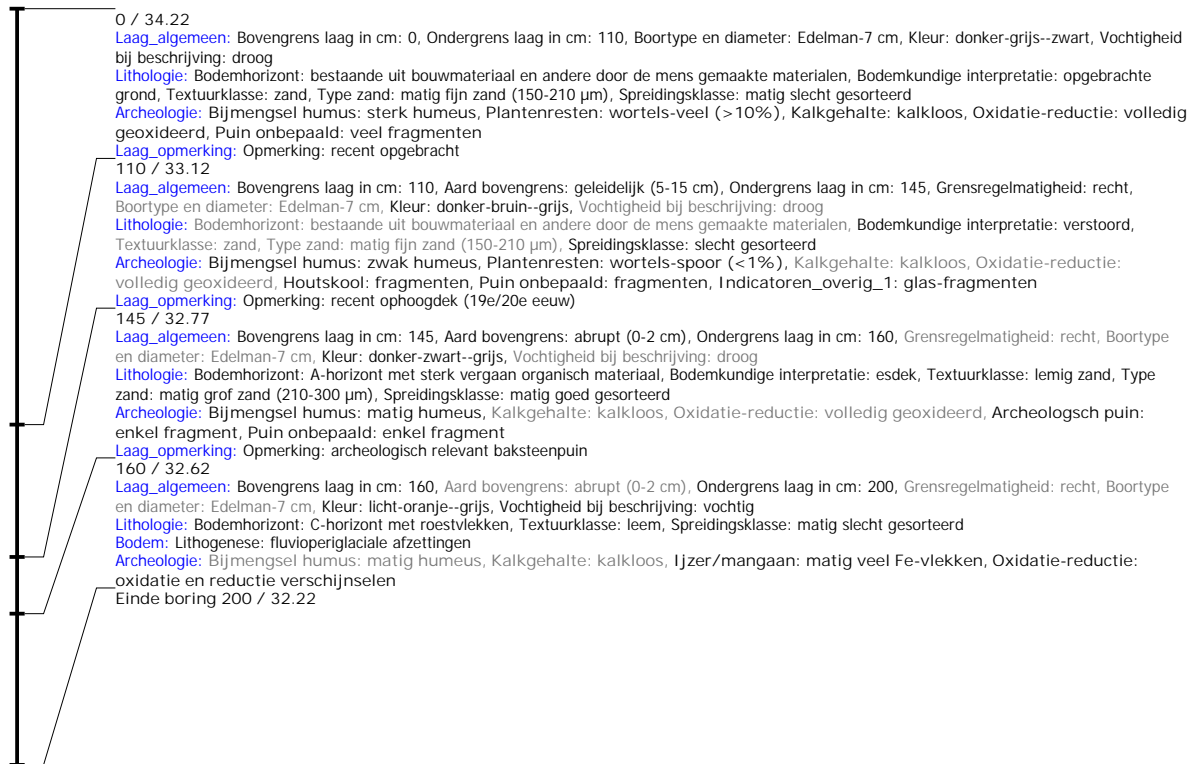 0 / 34.22
Laag_algemeen: Bovengrens laag in cm: 0, Ondergrens laag in cm: 110, Boortype en diameter: Edelman-7 cm, Kleur: donker-grijs--zwart, Vochtigheid
bij beschrijving: droog
Lithologie: Bodemhorizont: bestaande uit bouwmateriaal en andere door de mens gemaakte materialen, Bodemkundige interpretatie: opgebrachte
grond, Textuurklasse: zand, Type zand: matig fijn zand (150-210 µm), Spreidingsklasse: matig slecht gesorteerd
Archeologie: Bijmengsel humus: sterk humeus, Plantenresten: wortels-veel (>10%), Kalkgehalte: kalkloos, Oxidatie-reductie: volledig
geoxideerd, Puin onbepaald: veel fragmenten
Laag_opmerking: Opmerking: recent opgebracht
110 / 33.12
Laag_algemeen: Bovengrens laag in cm: 110, Aard bovengrens: geleidelijk (5-15 cm), Ondergrens laag in cm: 145, Grensregelmatigheid: recht,
Boortype en diameter: Edelman-7 cm, Kleur: donker-bruin--grijs, Vochtigheid bij beschrijving: droog
Lithologie: Bodemhorizont: bestaande uit bouwmateriaal en andere door de mens gemaakte materialen, Bodemkundige interpretatie: verstoord,
Textuurklasse: zand, Type zand: matig fijn zand (150-210 µm), Spreidingsklasse: slecht gesorteerd
Archeologie: Bijmengsel humus: zwak humeus, Plantenresten: wortels-spoor (<1%), Kalkgehalte: kalkloos, Oxidatie-reductie:
volledig geoxideerd, Houtskool: fragmenten, Puin onbepaald: fragmenten, Indicatoren_overig_1: glas-fragmenten
Laag_opmerking: Opmerking: recent ophoogdek (19e/20e eeuw)
145 / 32.77
Laag_algemeen: Bovengrens laag in cm: 145, Aard bovengrens: abrupt (0-2 cm), Ondergrens laag in cm: 160, Grensregelmatigheid: recht, Boortype
en diameter: Edelman-7 cm, Kleur: donker-zwart--grijs, Vochtigheid bij beschrijving: droog
Lithologie: Bodemhorizont: A-horizont met sterk vergaan organisch materiaal, Bodemkundige interpretatie: esdek, Textuurklasse: lemig zand, Type
zand: matig grof zand (210-300 µm), Spreidingsklasse: matig goed gesorteerd
Archeologie: Bijmengsel humus: matig humeus, Kalkgehalte: kalkloos, Oxidatie-reductie: volledig geoxideerd, Archeologsch puin:
enkel fragment, Puin onbepaald: enkel fragment
Laag_opmerking: Opmerking: archeologisch relevant baksteenpuin
160 / 32.62
Laag_algemeen: Bovengrens laag in cm: 160, Aard bovengrens: abrupt (0-2 cm), Ondergrens laag in cm: 200, Grensregelmatigheid: recht, Boortype
en diameter: Edelman-7 cm, Kleur: licht-oranje--grijs, Vochtigheid bij beschrijving: vochtig
Lithologie: Bodemhorizont: C-horizont met roestvlekken, Textuurklasse: leem, Spreidingsklasse: matig slecht gesorteerd
Bodem: Lithogenese: fluvioperiglaciale afzettingen
Archeologie: Bijmengsel humus: matig humeus, Kalkgehalte: kalkloos, Ijzer/mangaan: matig veel Fe-vlekken, Oxidatie-reductie:
oxidatie en reductie verschijnselen
Einde boring 200 / 32.22